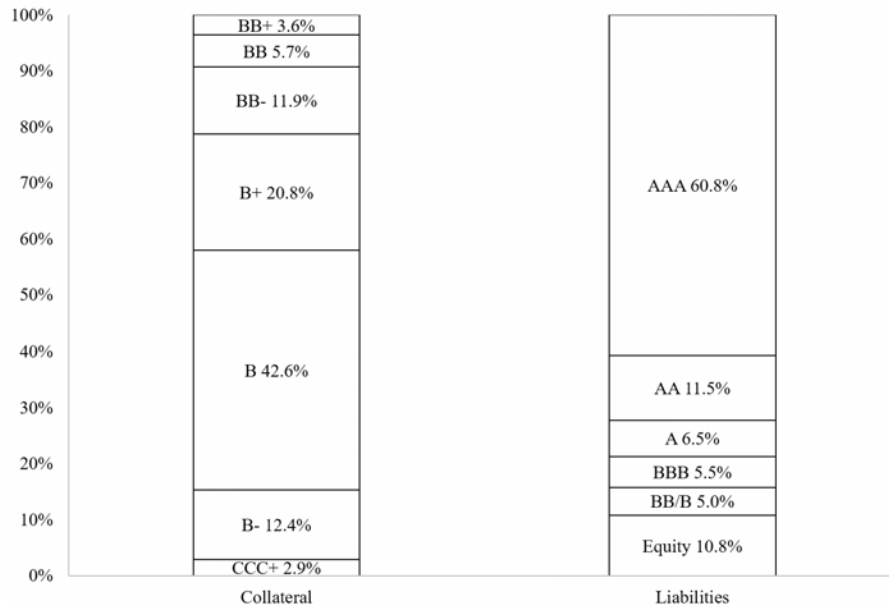 100%
90%
80%
70%
60%
50%
40%
30%
20%
10%
0%
BB+ 3.6%
BB 5.7%
BB- 11.9%
B+ 20.8%
B 42.6%
B- 12.4%
CCC+ 2.9%
AAA 60.8%
AA 11.5%
A 6.5%
BBB 5.5%
BB/B 5.0%
Equity 10.8%
Collateral
Liabilities